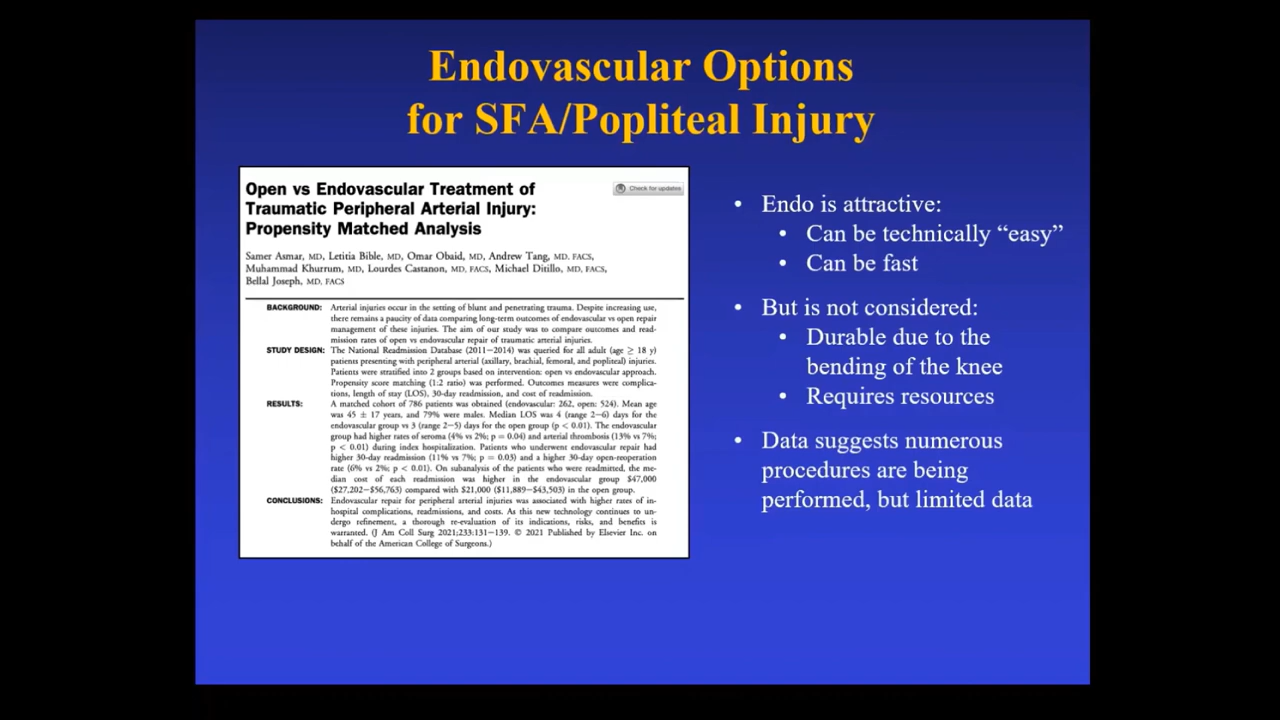 Endovascular Options
for SFA/Popliteal Injury
Open vs Endovascular Treatment of
Traumatic Peripheral Arterial Injury:
Propensity Matched Analysis
Check for updates
Samer Asmar, MD, Letitia Bible, MD, Omar Obaid, MD, Andrew Tang, MD, FACS,
Muhammad Khurrum, MD, Lourdes Castanon, MD, FACS, Michael Ditillo, MD, FACS,
Bellal Joseph, MD, FACS
BACKGROUND: Arterial injuries occur in the setting of blunt and penetrating trauma. Despite increasing use,
there remains a paucity of data comparing long-term outcomes of endovascular vs open repair
management of these injuries. The aim of our study was to compare outcomes and read-
mission rates of open vs endovascular repair of traumatic arterial injuries.
STUDY DESIGN: The National Readmission Database (2011−2014) was queried for all adult (age ≥ 18 y)
patients presenting with peripheral arterial (axillary, brachial, femoral, and popliteal) injuries.
Patients were stratified into 2 groups based on intervention: open vs endovascular approach.
Propensity score matching (1:2 ratio) was performed. Outcomes measures were complica-
tions, length of stay (LOS), 30-day readmission, and cost of readmission.
RESULTS: A matched cohort of 786 patients was obtained (endovascular: 262, open: 524). Mean age
was 45 ± 17 years, and 79% were males. Median LOS was 4 (range 2−6) days for the
endovascular group vs 3 (range 2−5) days for the open group (p < 0.01). The endovascular
group had higher rates of seroma (4% vs 2%; p = 0.04) and arterial thrombosis (13% vs 7%;
p < 0.01) during index hospitalization. Patients who underwent endovascular repair had
higher 30-day readmission (11% vs 7%; p = 0.03) and a higher 30-day open-reoperation
rate (6% vs 2%; p < 0.01). On subanalysis of the patients who were readmitted, the me-
dian cost of each readmission was higher in the endovascular group $47,000
($27,202−$56,763) compared with $21,000 ($11,889−$43,503) in the open group.
CONCLUSIONS: Endovascular repair for peripheral arterial injuries was associated with higher rates of in-
hospital complications, readmissions, and costs. As this new technology continues to un-
dergo refinement, a thorough re-evaluation of its indications, risks, and benefits is
warranted. (J Am Coll Surg 2021;233:131−139. © 2021 Published by Elsevier Inc. on
behalf of the American College of Surgeons.)
• Endo is attractive:
• Can be technically “easy”
• Can be fast
• But is not considered:
• Durable due to the
bending of the knee
• Requires resources
• Data suggests numerous
procedures are being
performed, but limited data